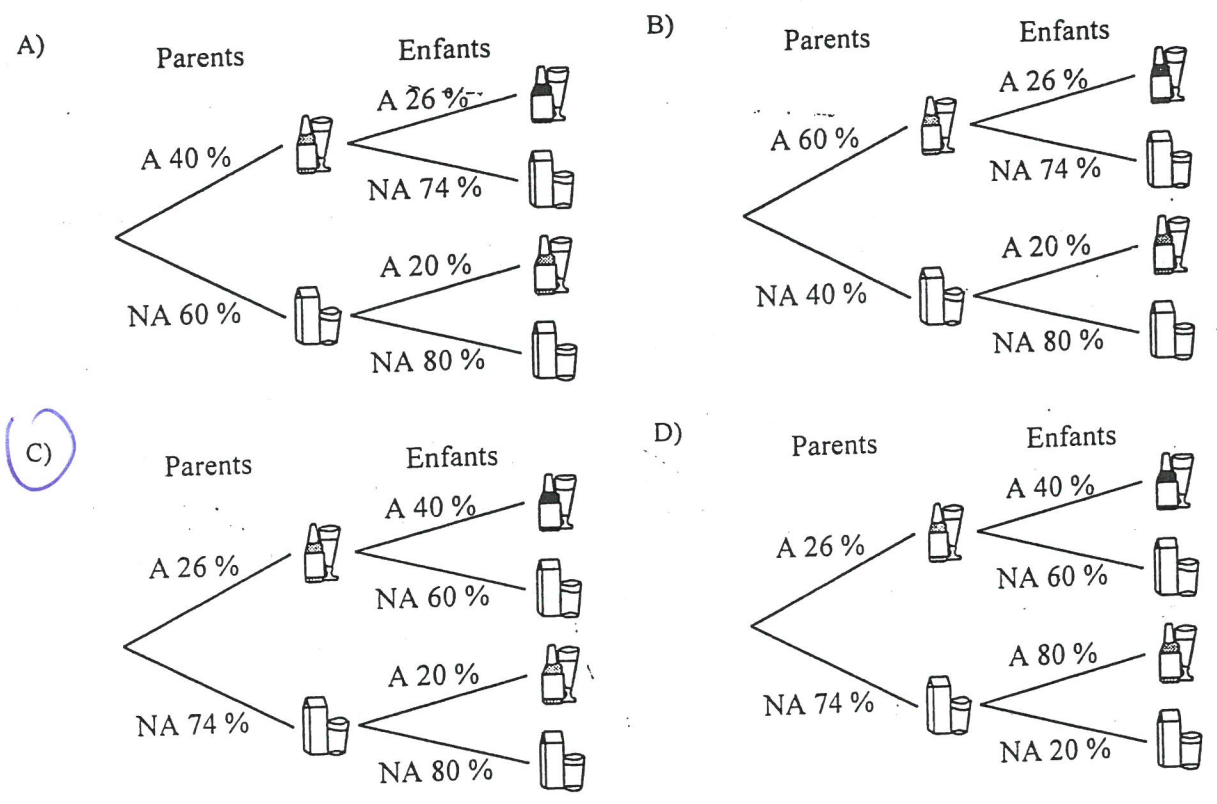 A)
Parents
Enfants
A 26 %
A 40 %
NA 74 %
A 20 %
NA 60 %
NA 80 %
B)
Parents
Enfants
A 26 %
A 60 %
NA 74 %
A 20 %
NA 40 %
NA 80 %
C)
Parents
Enfants
A 40 %
A 26 %
NA 60 %
A 20 %
NA 74 %
NA 80 %
D)
Parents
Enfants
A 40 %
A 26 %
NA 60 %
A 80 %
NA 74 %
NA 20 %